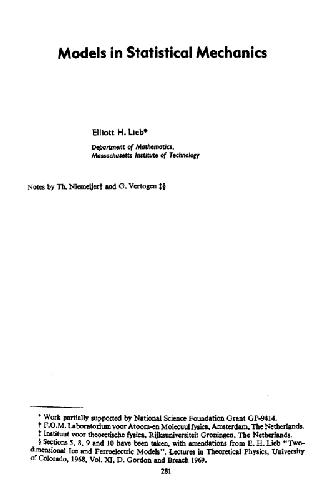 Models in Statistical Mechanics
Elliott H. Lieb*
Department of Mathematics,
Massachusetts Institute of Technology
Notes by Th. Niemeijer† and G. Vertogen ‡§
* Work partially supported by National Science Foundation Grant GP-9414.
† F.O.M. Laboratorium voor Atoom-en Molecuulfysica, Amsterdam, The Netherlands.
‡ Instituut voor theoretische fysica, Rijksuniversiteit Groningen, The Netherlands.
§ Sections 5, 8, 9 and 10 have been taken, with amendations from E. H. Lieb "Two-
dimensional Ice and Ferroelectric Models", Lectures in Theoretical Physics, University
of Colorado, 1968, Vol. XI, D. Gordon and Breach 1969.
281